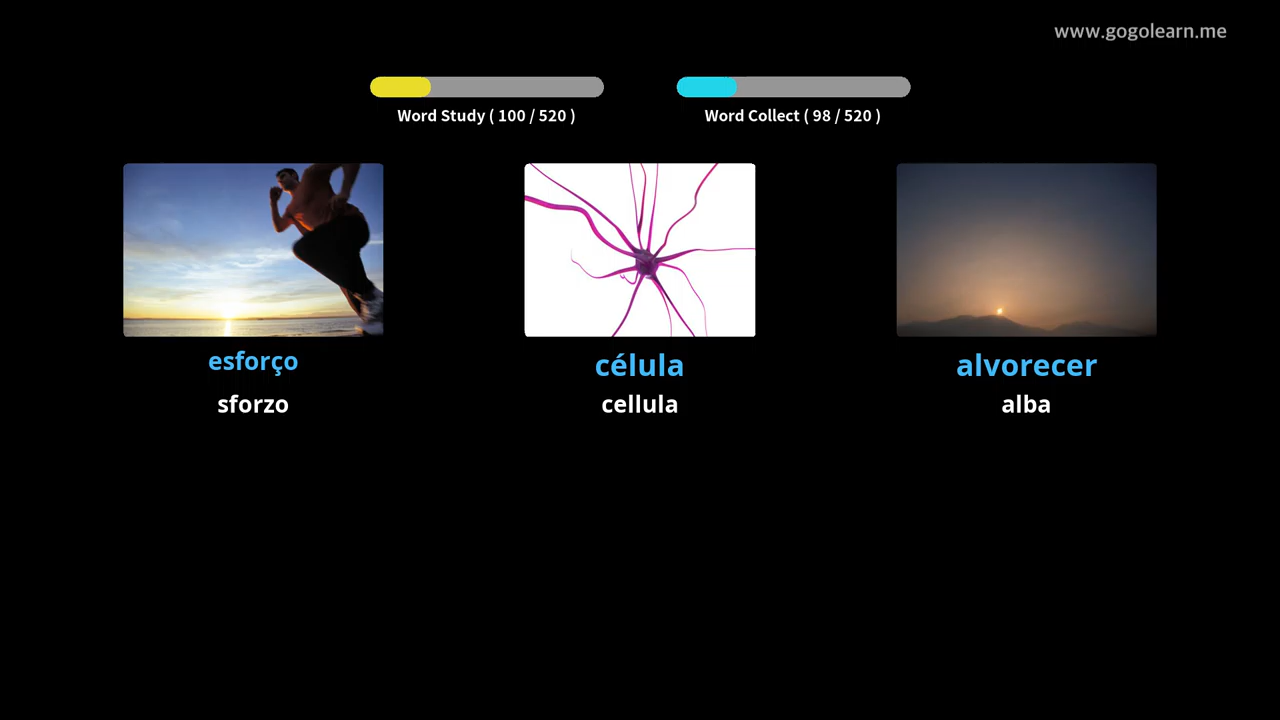 www.gogolearn.me
Word Study ( 100 / 520 )
Word Collect ( 98 / 520 )
esforço
sforzo
célula
cellula
alvorecer
alba